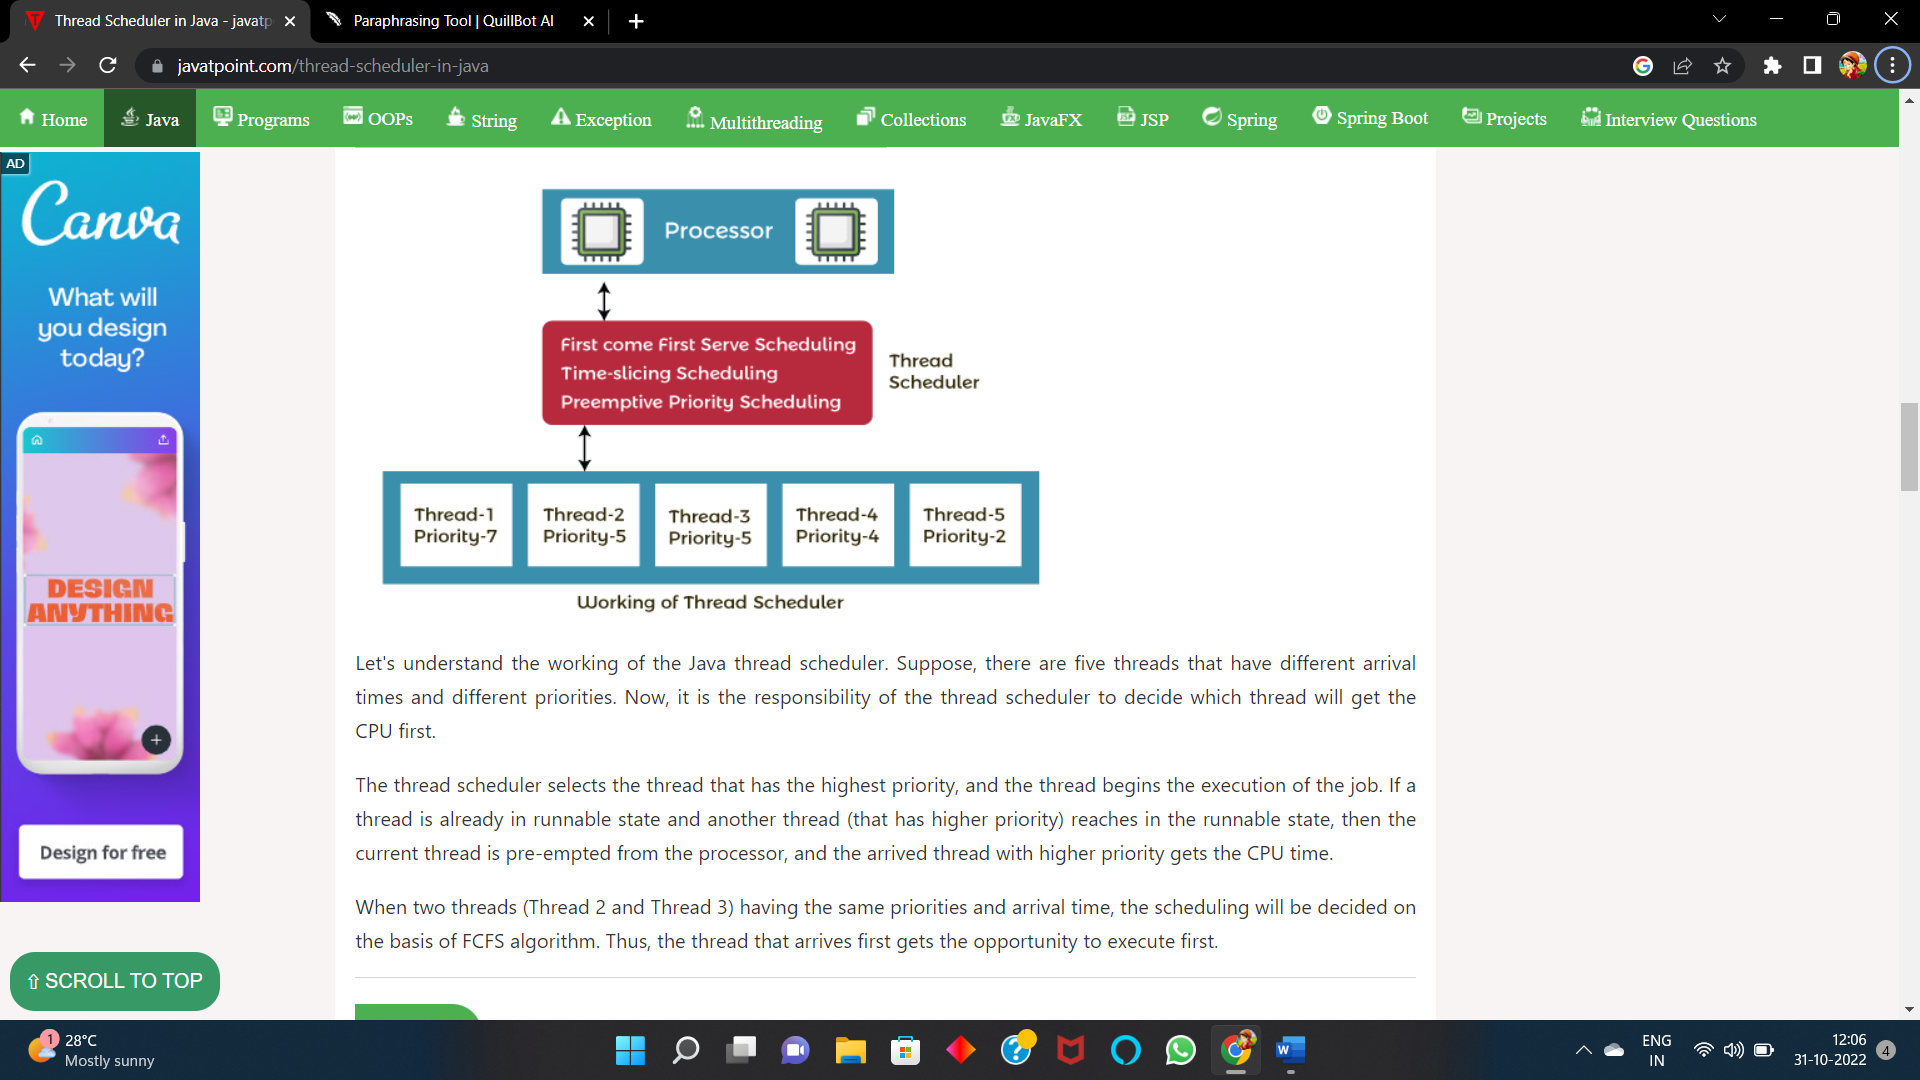 Thread Scheduler in Java - javatp
Paraphrasing Tool | QuillBot AI
javatpoint.com/thread-scheduler-in-java
Home Java Programs OOPs String Exception Multithreading Collections JavaFX JSP Spring Spring Boot Projects Interview Questions
AD
Canva
What will
you design
today?
DESIGN
ANYTHING
Design for free
Processor
First come First Serve Scheduling
Time-slicing Scheduling
Preemptive Priority Scheduling
Thread
Scheduler
Thread-1
Priority-7
Thread-2
Priority-5
Thread-3
Priority-5
Thread-4
Priority-4
Thread-5
Priority-2
Working of Thread Scheduler
Let's understand the working of the Java thread scheduler. Suppose, there are five threads that have different arrival
times and different priorities. Now, it is the responsibility of the thread scheduler to decide which thread will get the
CPU first.
The thread scheduler selects the thread that has the highest priority, and the thread begins the execution of the job. If a
thread is already in runnable state and another thread (that has higher priority) reaches in the runnable state, then the
current thread is pre-empted from the processor, and the arrived thread with higher priority gets the CPU time.
When two threads (Thread 2 and Thread 3) having the same priorities and arrival time, the scheduling will be decided on
the basis of FCFS algorithm. Thus, the thread that arrives first gets the opportunity to execute first.
⇧ SCROLL TO TOP
1
28°C
Mostly sunny
W
ENG
IN
12:06
31-10-2022
4